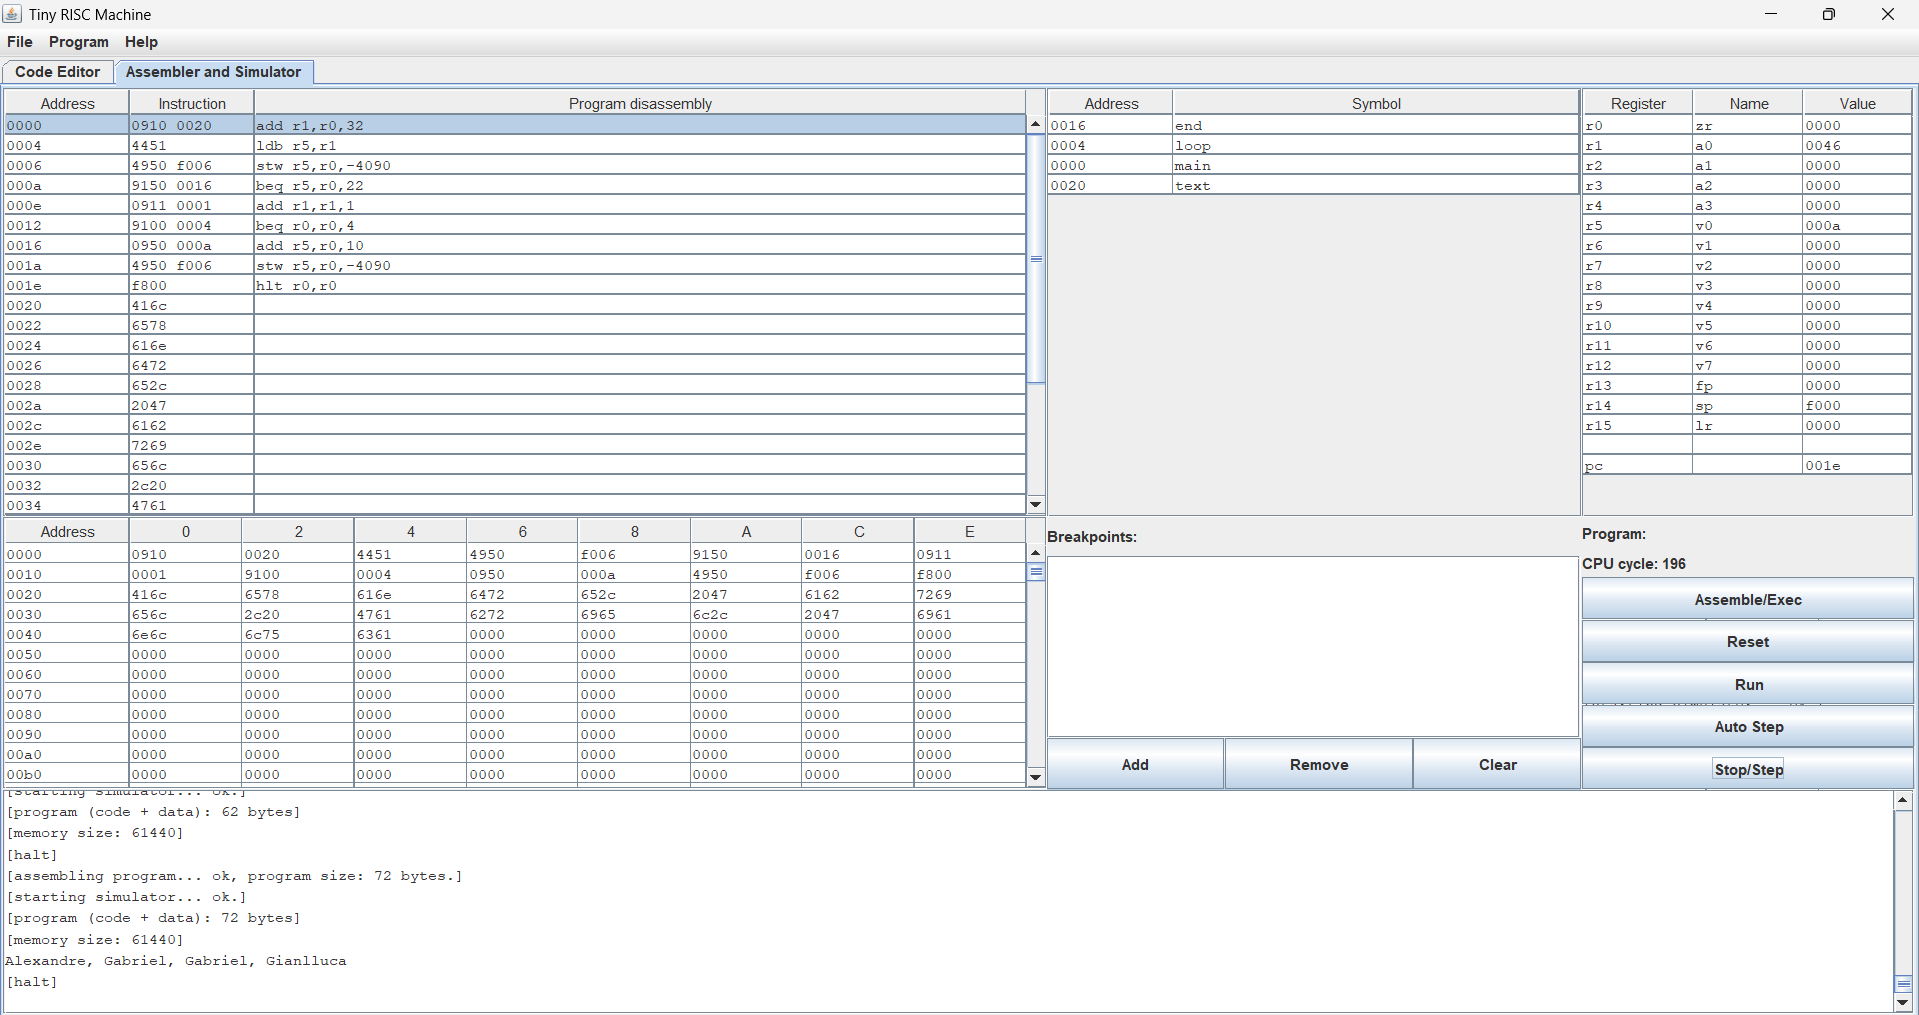 Tiny RISC Machine
File Program Help
Code Editor Assembler and Simulator
Address Instruction Program disassembly
0000 0910 0020 add r1,r0,32
0004 4451 ldb r5,r1
0006 4950 f006 stw r5,r0,-4090
000a 9150 0016 beq r5,r0,22
000e 0911 0001 add r1,r1,1
0012 9100 0004 beq r0,r0,4
0016 0950 000a add r5,r0,10
001a 4950 f006 stw r5,r0,-4090
001e f800 hlt r0,r0
0020 416c
0022 6578
0024 616e
0026 6472
0028 652c
002a 2047
002c 6162
002e 7269
0030 656c
0032 2c20
0034 4761
Address Symbol
0016 end
0004 loop
0000 main
0020 text
Register Name Value
r0 zr 0000
r1 a0 0046
r2 a1 0000
r3 a2 0000
r4 a3 0000
r5 v0 000a
r6 v1 0000
r7 v2 0000
r8 v3 0000
r9 v4 0000
r10 v5 0000
r11 v6 0000
r12 v7 0000
r13 fp 0000
r14 sp f000
r15 lr 0000
pc 001e
Address 0 2 4 6 8 A C E
0000 0910 0020 4451 4950 f006 9150 0016 0911
0010 0001 9100 0004 0950 000a 4950 f006 f800
0020 416c 6578 616e 6472 652c 2047 6162 7269
0030 656c 2c20 4761 6272 6965 6c2c 2047 6961
0040 6e6c 6c75 6361 0000 0000 0000 0000 0000
0050 0000 0000 0000 0000 0000 0000 0000 0000
0060 0000 0000 0000 0000 0000 0000 0000 0000
0070 0000 0000 0000 0000 0000 0000 0000 0000
0080 0000 0000 0000 0000 0000 0000 0000 0000
0090 0000 0000 0000 0000 0000 0000 0000 0000
00a0 0000 0000 0000 0000 0000 0000 0000 0000
00b0 0000 0000 0000 0000 0000 0000 0000 0000
Breakpoints:
Add Remove Clear
Program:
CPU cycle: 196
Assemble/Exec
Reset
Run
Auto Step
Stop/Step
[starting simulator... ok.]
[program (code + data): 62 bytes]
[memory size: 61440]
[halt]
[assembling program... ok, program size: 72 bytes.]
[starting simulator... ok.]
[program (code + data): 72 bytes]
[memory size: 61440]
Alexandre, Gabriel, Gabriel, Gianlluca
[halt]